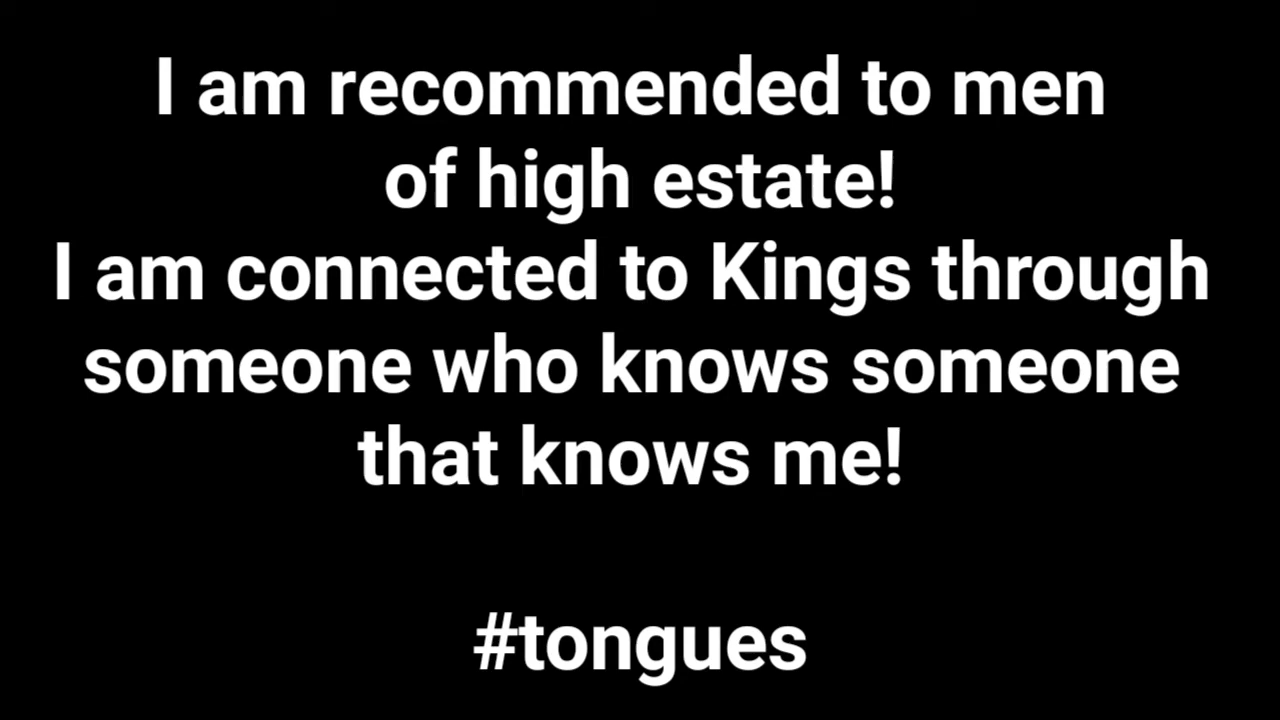 I am recommended to men
of high estate!
I am connected to Kings through
someone who knows someone
that knows me!
#tongues